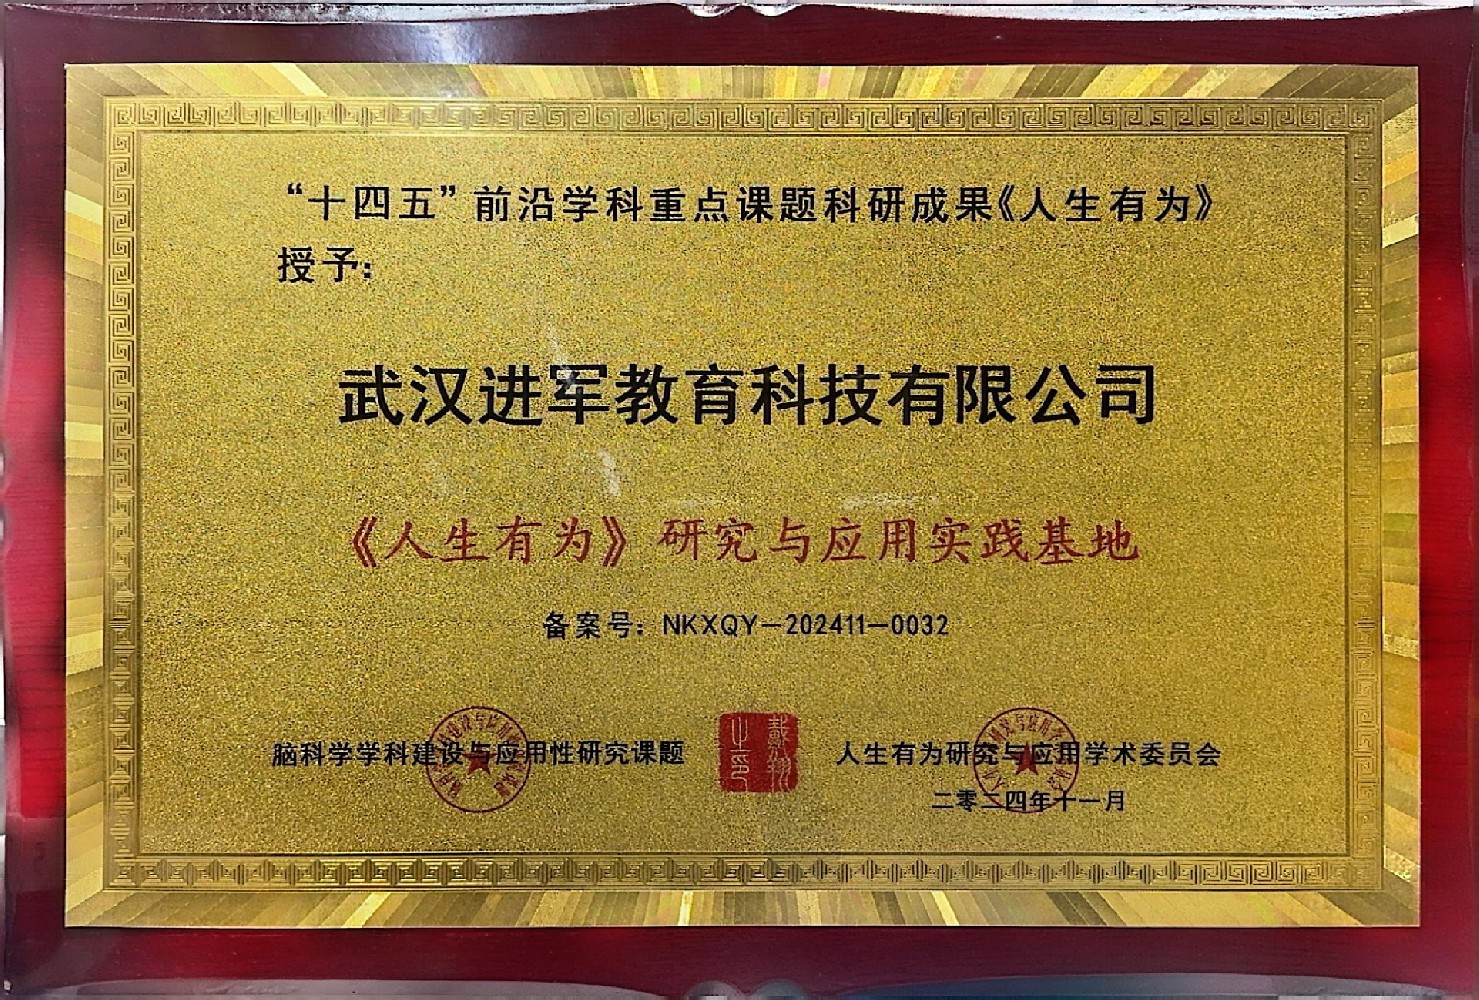 “十四五”前沿学科重点课题科研成果《人生有为》
授予：
武汉进军教育科技有限公司
《人生有为》研究与应用实践基地
备案号：NKXQY－202411－0032
脑科学学科建设与应用性研究课题
人生有为研究与应用学术委员会
二零二四年十一月